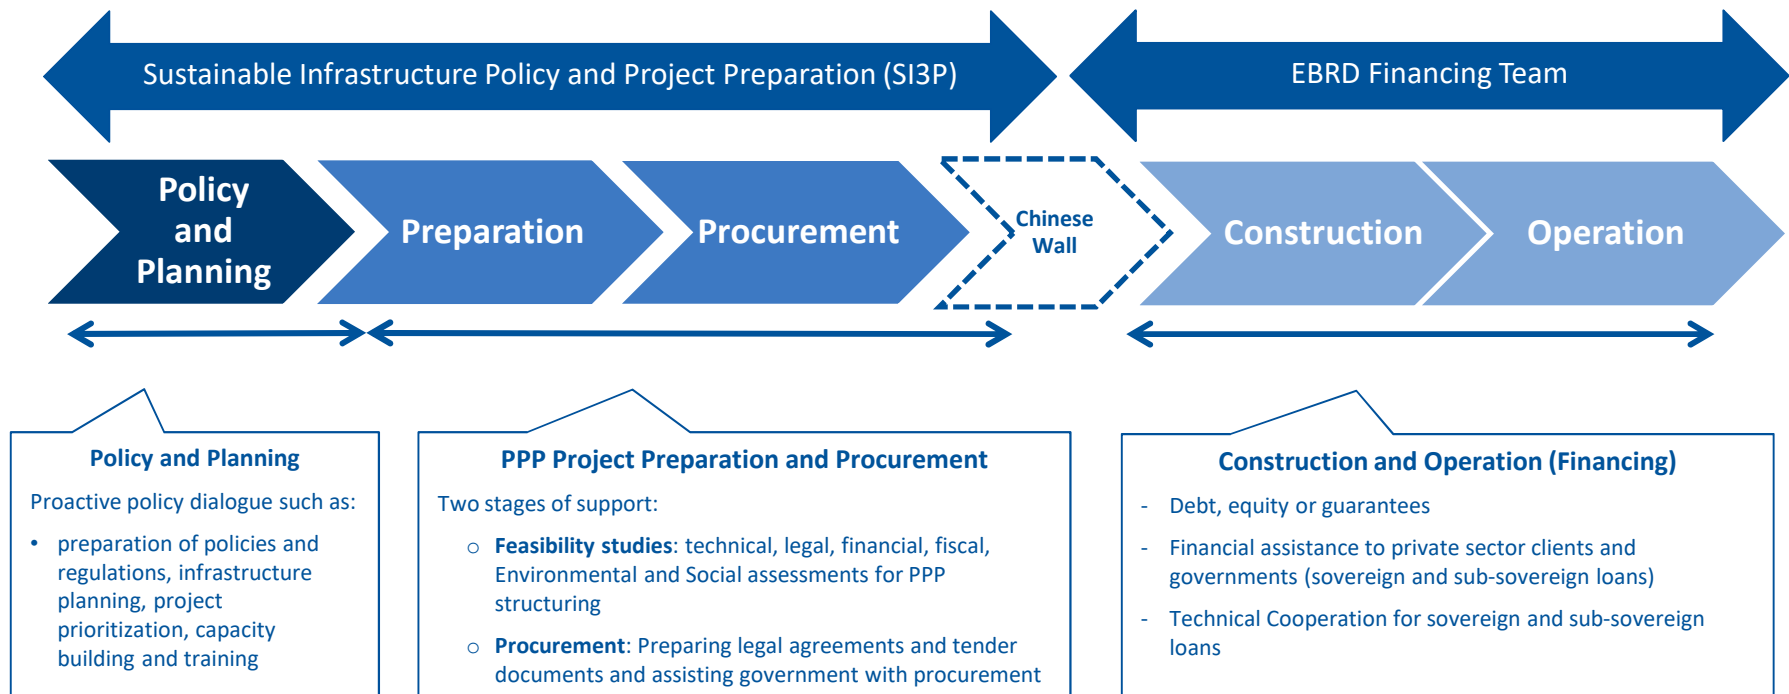 Sustainable Infrastructure Policy and Project Preparation (SI3P)
EBRD Financing Team
Policy
and
Planning
Preparation
Procurement
Chinese
Wall
Construction
Operation
Policy and Planning
Proactive policy dialogue such as:
• preparation of policies and
regulations, infrastructure
planning, project
prioritization, capacity
building and training
PPP Project Preparation and Procurement
Two stages of support:
o Feasibility studies: technical, legal, financial, fiscal,
Environmental and Social assessments for PPP
structuring
o Procurement: Preparing legal agreements and tender
documents and assisting government with procurement
Construction and Operation (Financing)
- Debt, equity or guarantees
- Financial assistance to private sector clients and
governments (sovereign and sub-sovereign loans)
- Technical Cooperation for sovereign and sub-sovereign
loans